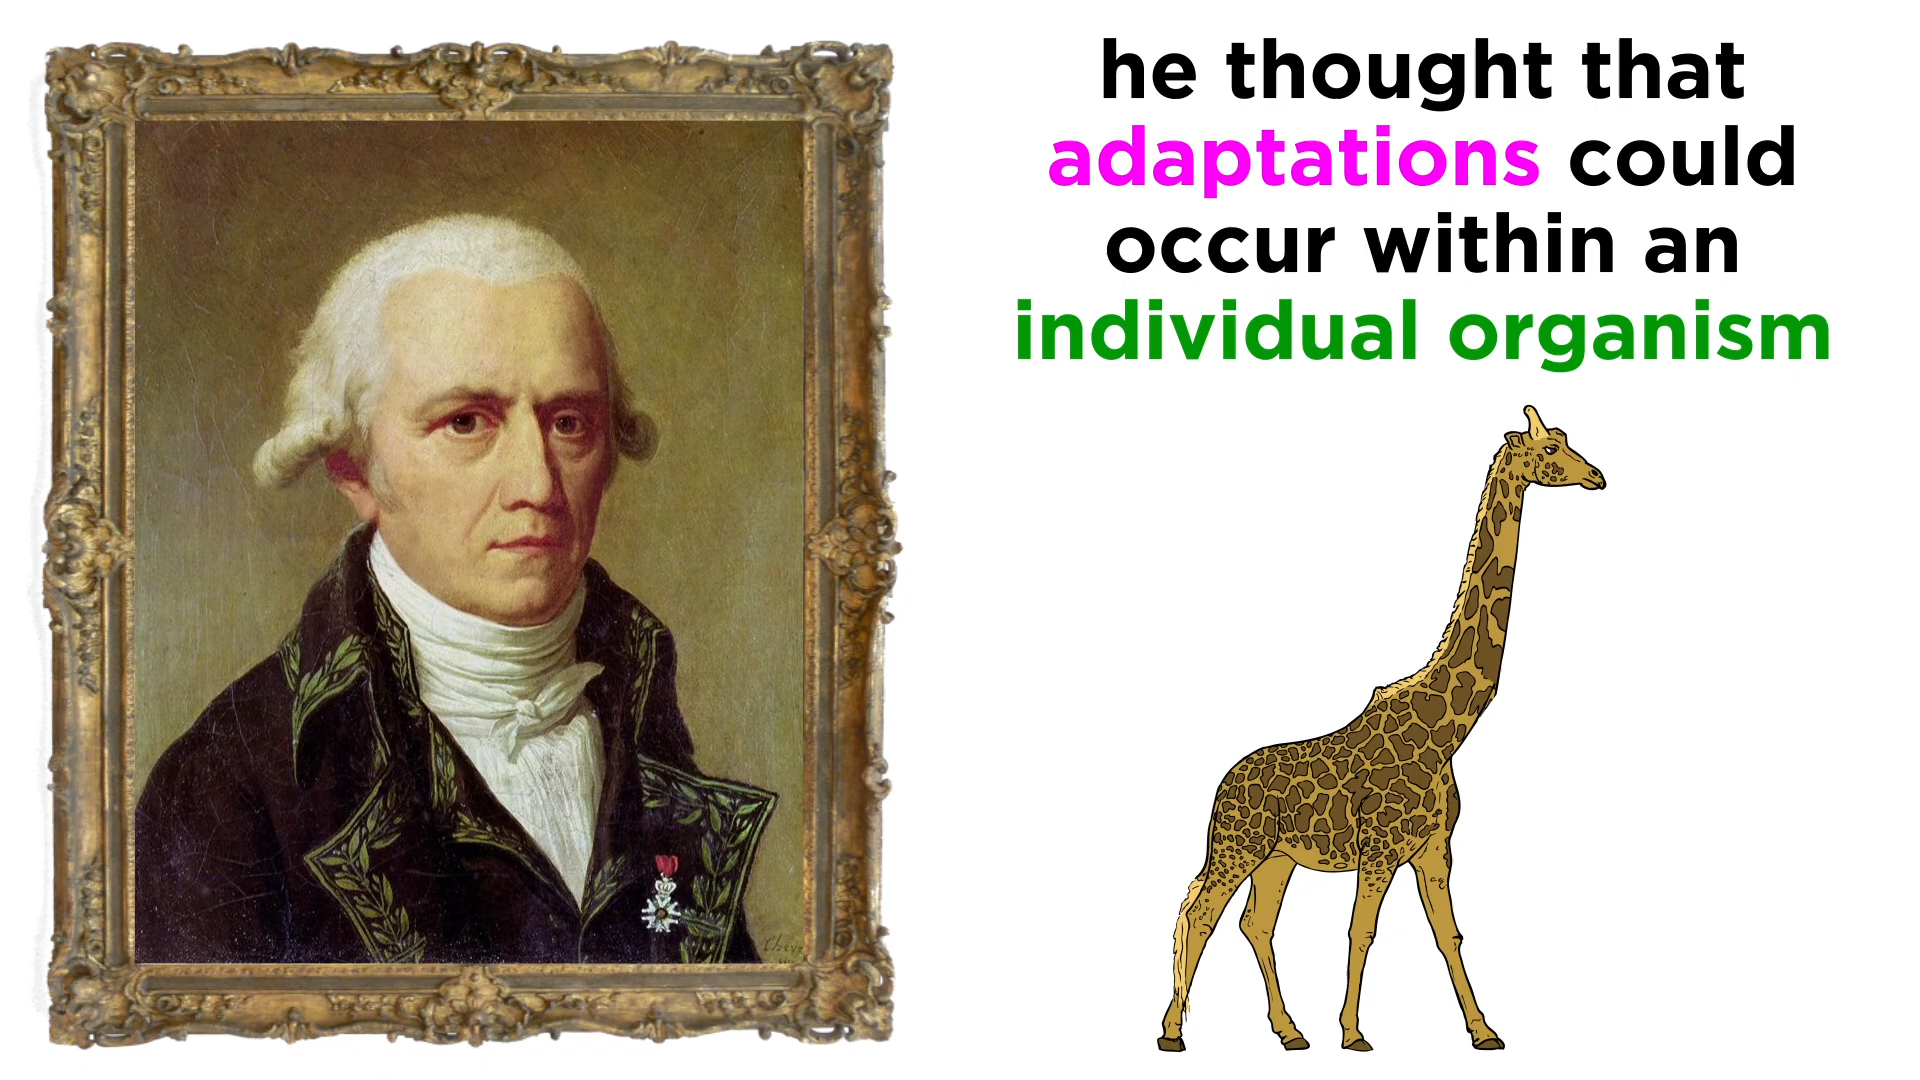 he thought that
adaptations could
occur within an
individual organism